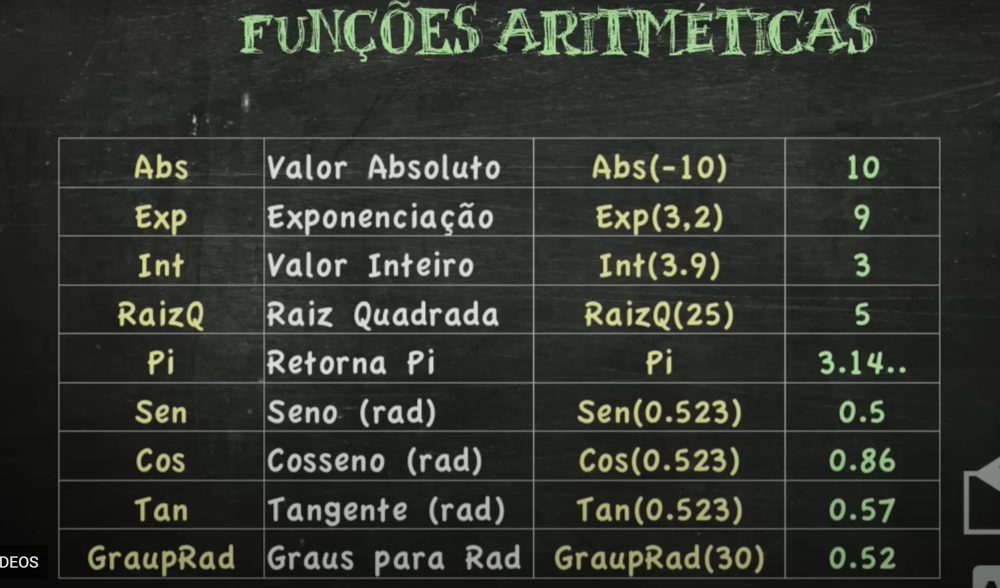 FUNÇÕES ARITMÉTICAS
Abs Valor Absoluto Abs(-10) 10
Exp Exponenciação Exp(3,2) 9
Int Valor Inteiro Int(3.9) 3
RaizQ Raiz Quadrada RaizQ(25) 5
Pi Retorna Pi Pi 3.14..
Sen Seno (rad) Sen(0.523) 0.5
Cos Cosseno (rad) Cos(0.523) 0.86
Tan Tangente (rad) Tan(0.523) 0.57
GraupRad Graus para Rad GraupRad(30) 0.52
DEOS